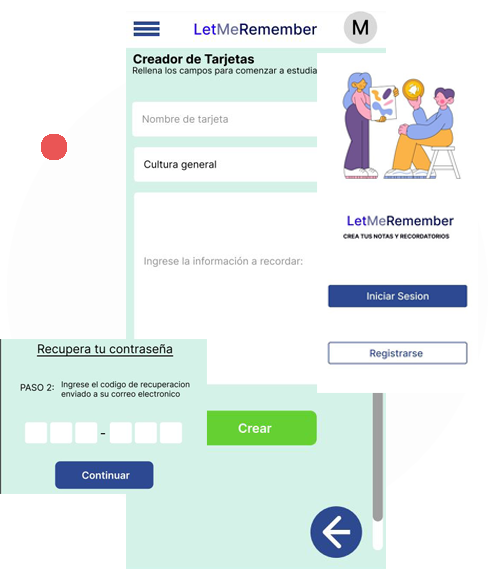 LetMeRemember
M
Creador de Tarjetas
Rellena los campos para comenzar a estudia
Nombre de tarjeta
Cultura general
Ingrese la información a recordar:
Crear
LetMeRemember
CREA TUS NOTAS Y RECORDATORIOS
Iniciar Sesion
Registrarse
Recupera tu contraseña
PASO 2: Ingrese el codigo de recuperacion
enviado a su correo electronico
-
Continuar